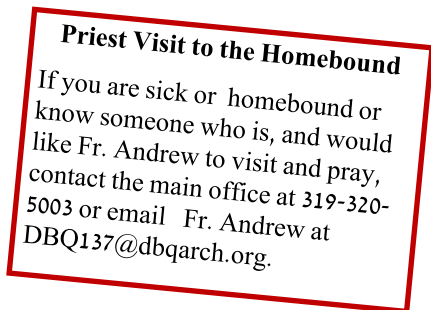 Priest Visit to the Homebound
If you are sick or homebound or
know someone who is, and would
like Fr. Andrew to visit and pray,
contact the main office at 319-320-
5003 or email Fr. Andrew at
DBQ137@dbqarch.org.